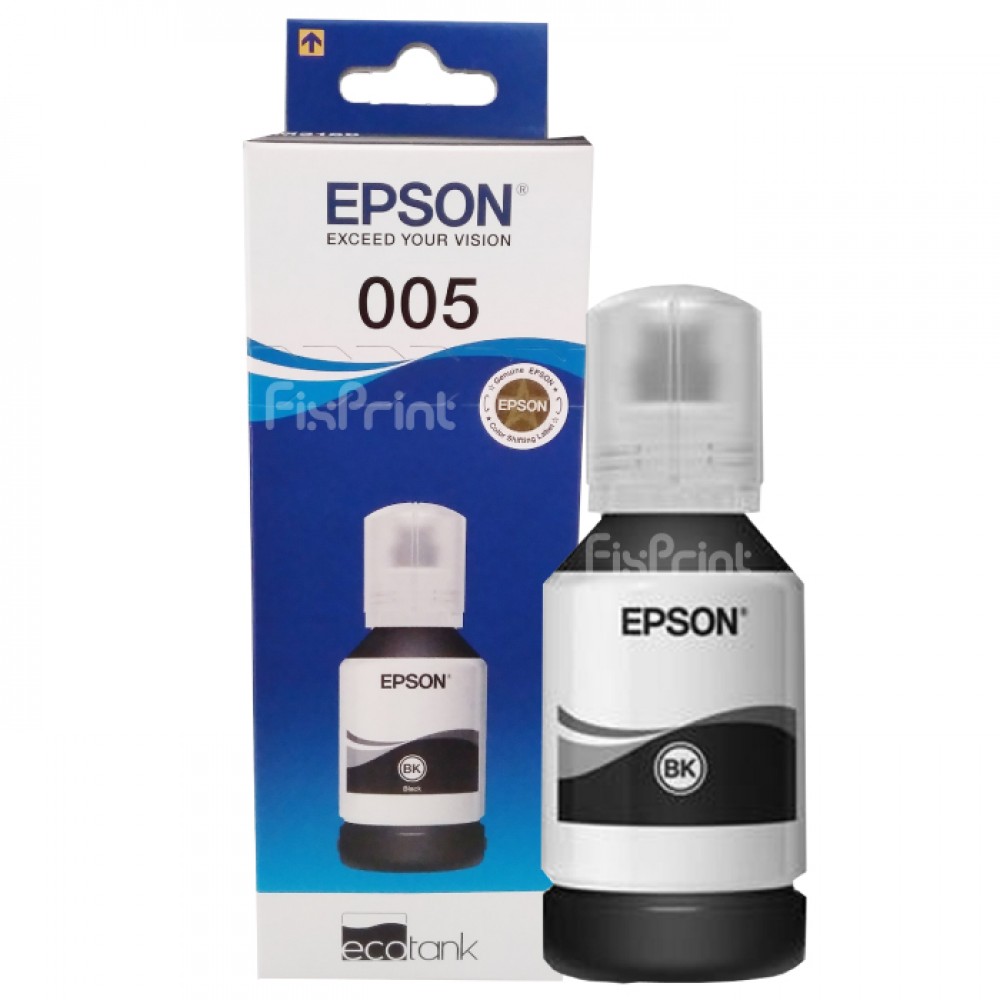 EPSON®
EXCEED YOUR VISION
005
Genuine EPSON
EPSON
Color Shifting Label
FixPrint
EPSON
BK
Black
ecotank
FixPrint
EPSON®
BK